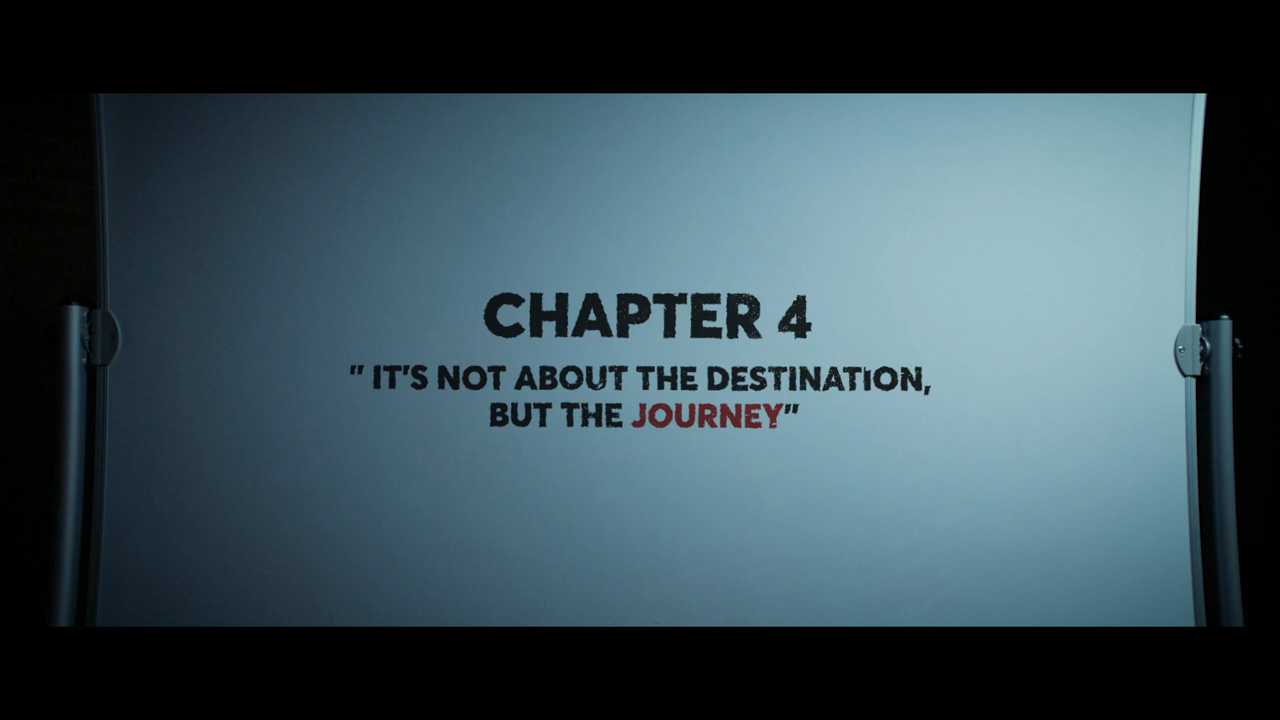 CHAPTER 4
" IT'S NOT ABOUT THE DESTINATION,
BUT THE JOURNEY"